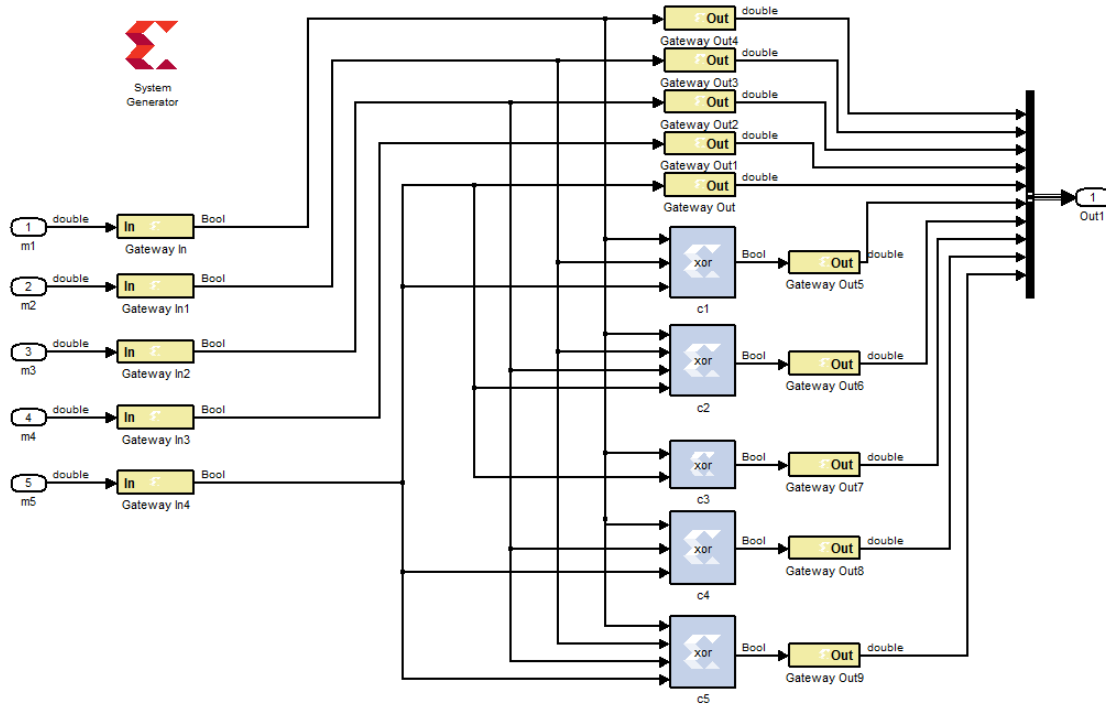 System
Generator
Out double
Gateway Out4
Out double
Gateway Out3
Out double
Gateway Out2
Out double
Gateway Out1
Out double
Gateway Out
1 double In Bool
m1 Gateway In
2 double In Bool
m2 Gateway In1
3 double In Bool
m3 Gateway In2
4 double In Bool
m4 Gateway In3
5 double In Bool
m5 Gateway In4
xor Bool Out double
c1 Gateway Out5
xor Bool Out double
c2 Gateway Out6
xor Bool Out double
c3 Gateway Out7
xor Bool Out double
c4 Gateway Out8
xor Bool Out double
c5 Gateway Out9
1
Out1